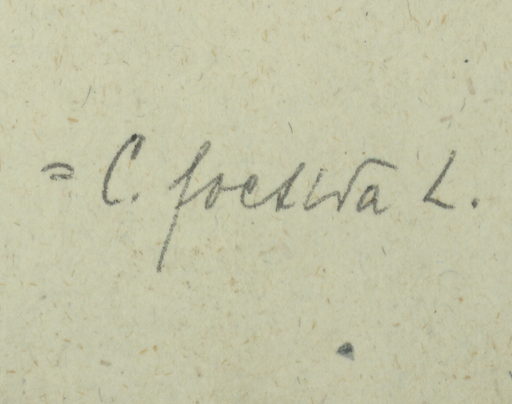 = C. foetida L.